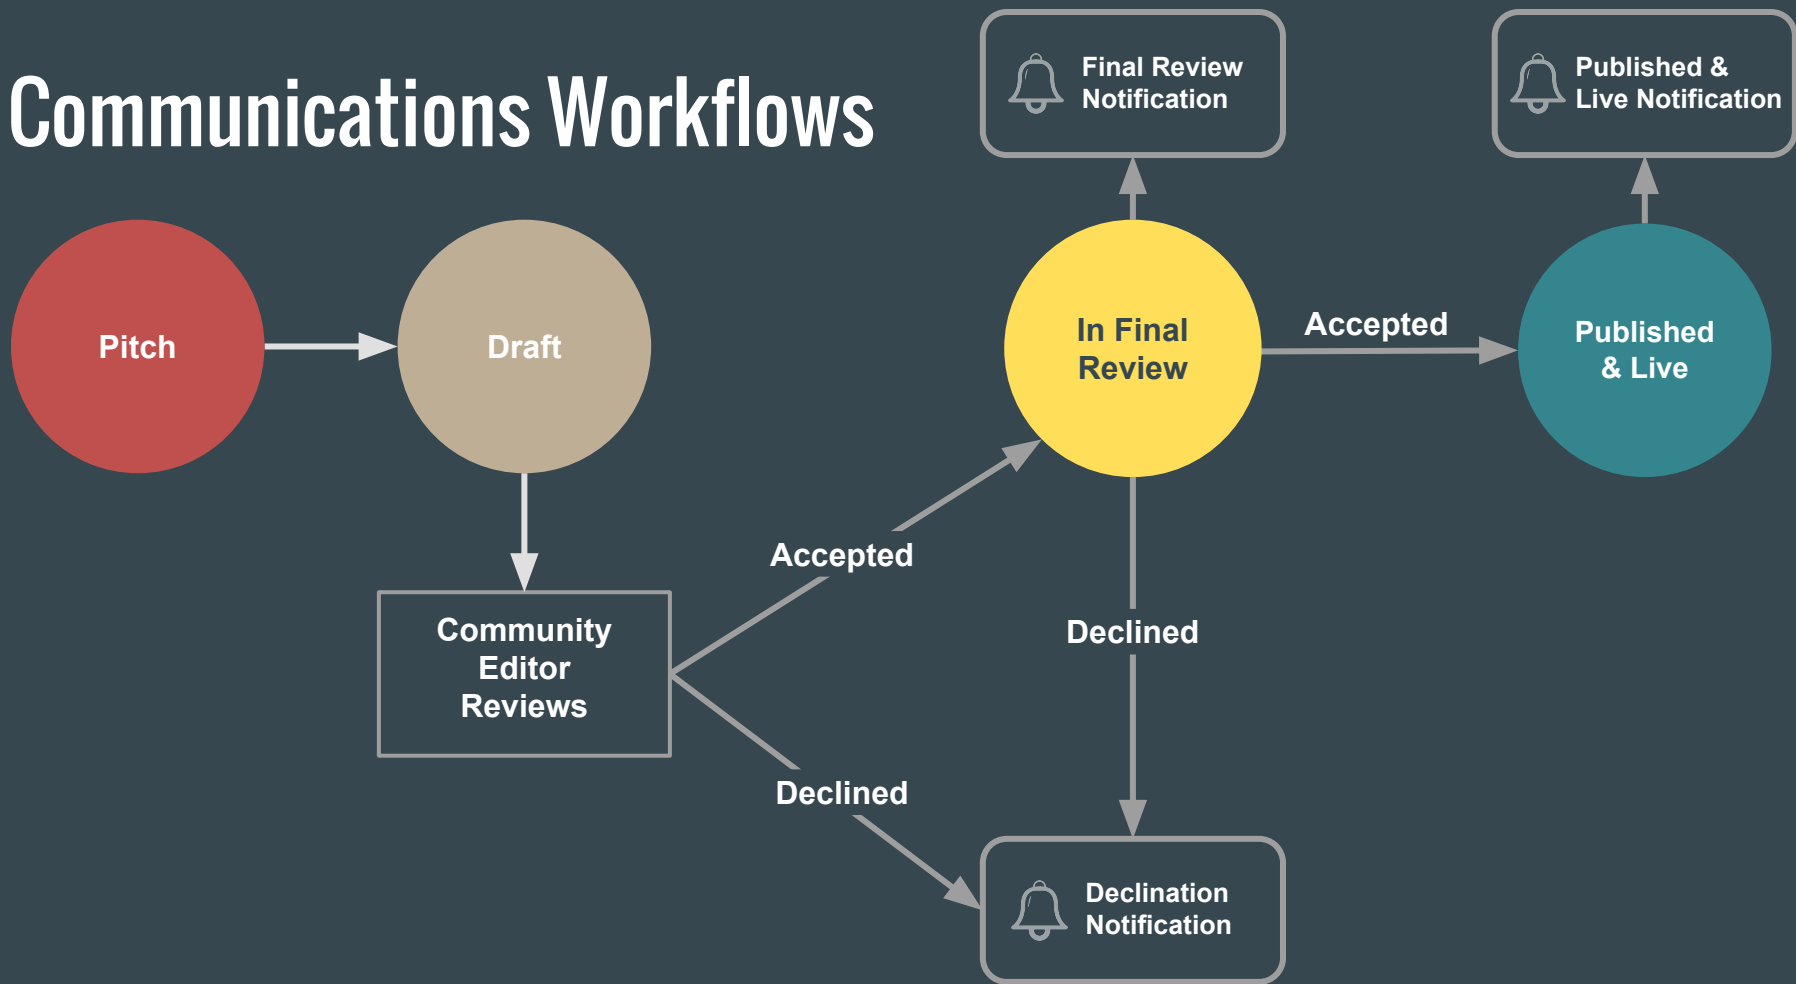 Communications Workflows
Final Review
Notification
Published &
Live Notification
Pitch
Draft
In Final
Review
Accepted
Published
& Live
Accepted
Community
Editor
Reviews
Declined
Declined
Declination
Notification